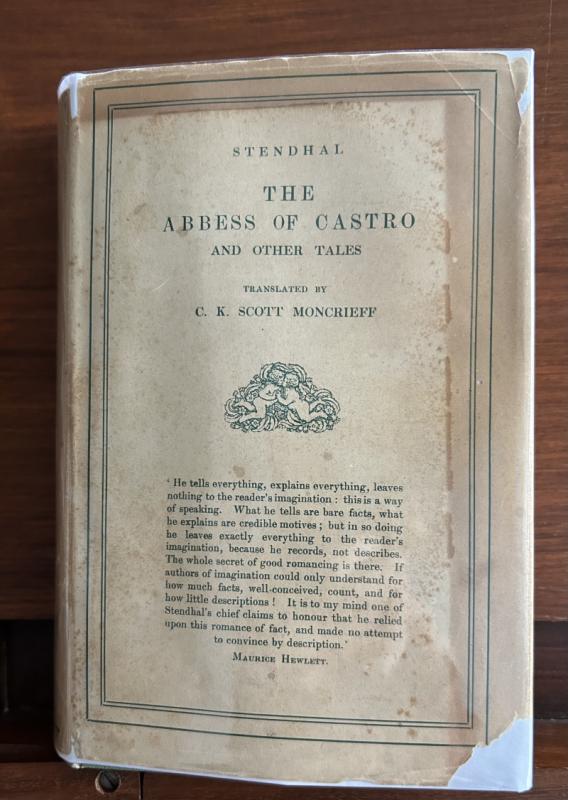 STENDHAL
THE
ABBESS OF CASTRO
AND OTHER TALES
TRANSLATED BY
C. K. SCOTT MONCRIEFF
‘ He tells everything, explains everything, leaves
nothing to the reader's imagination : this is a way
of speaking. What he tells are bare facts, what
he explains are credible motives ; but in so doing
he leaves exactly everything to the reader's
imagination, because he records, not describes.
The whole secret of good romancing is there. If
authors of imagination could only understand for
how much facts, well-conceived, count, and for
how little descriptions ! It is to my mind one of
Stendhal's chief claims to honour that he relied
upon this romance of fact, and made no attempt
to convince by description.’
MAURICE HEWLETT.